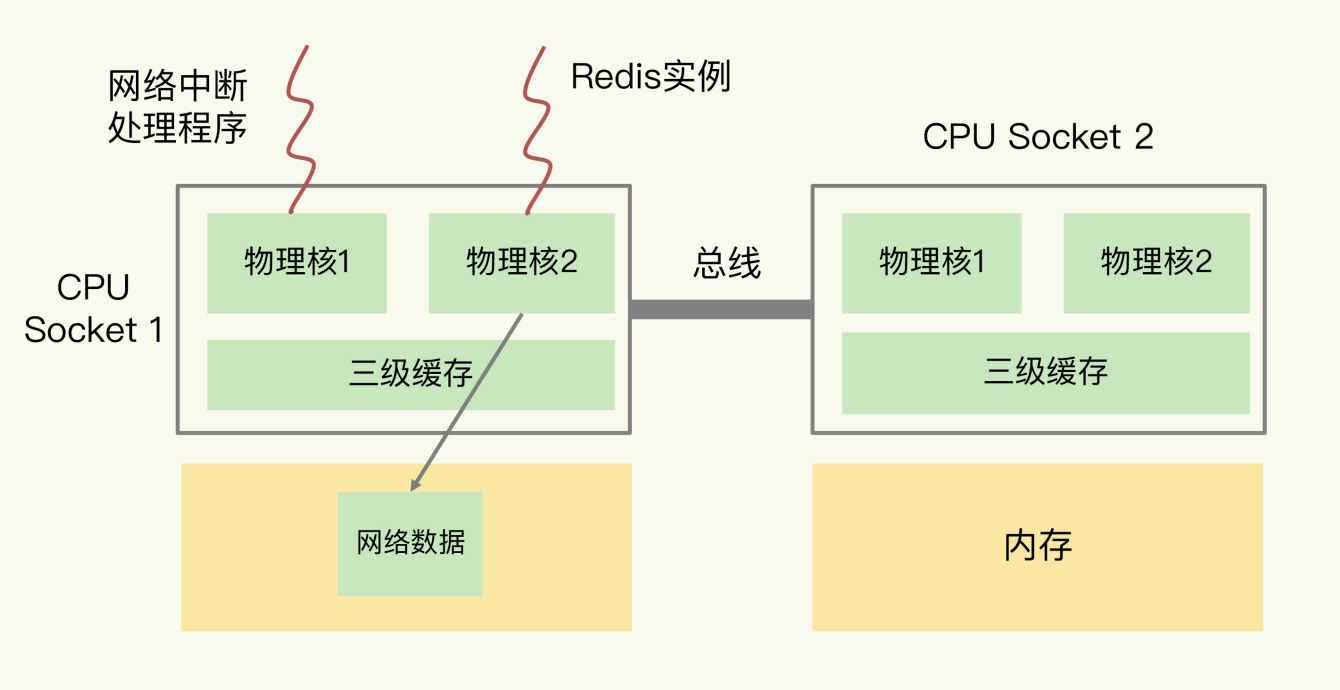 网络中断
处理程序
Redis实例
CPU Socket 2
CPU
Socket 1
物理核1
物理核2
三级缓存
总线
物理核1
物理核2
三级缓存
网络数据
内存